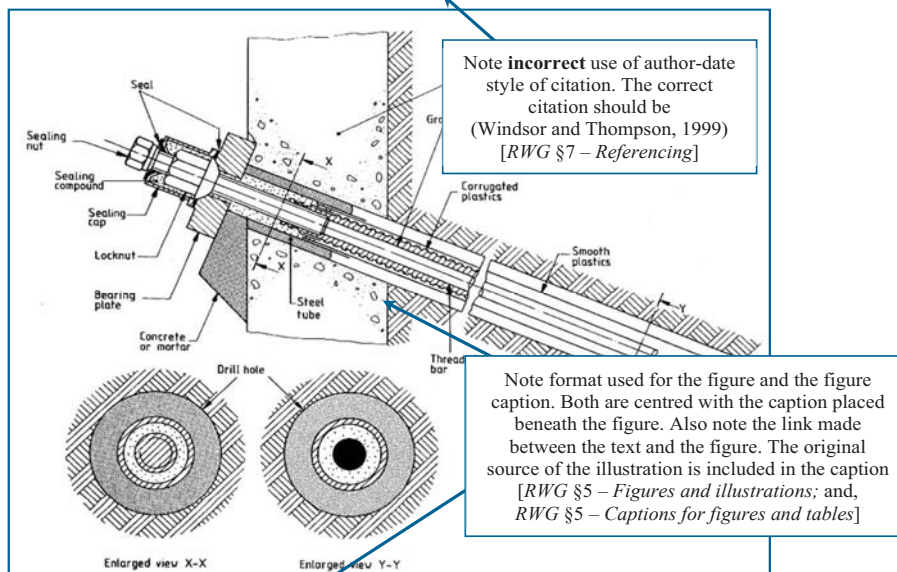 Note incorrect use of author-date
style of citation. The correct
citation should be
(Windsor and Thompson, 1999)
[RWG §7 – Referencing]
Seal
Sealing
nut
Sealing
compound
Sealing
cap
Locknut
Bearing
plate
Concrete
or mortar
X
X
Steel
tube
Corrugated
plastics
Smooth
plastics
Y
Drill hole
bar
Note format used for the figure and the figure
caption. Both are centred with the caption placed
beneath the figure. Also note the link made
between the text and the figure. The original
source of the illustration is included in the caption
[RWG §5 – Figures and illustrations; and,
RWG §5 – Captions for figures and tables]
Enlarged view X-X
Enlarged view Y-Y